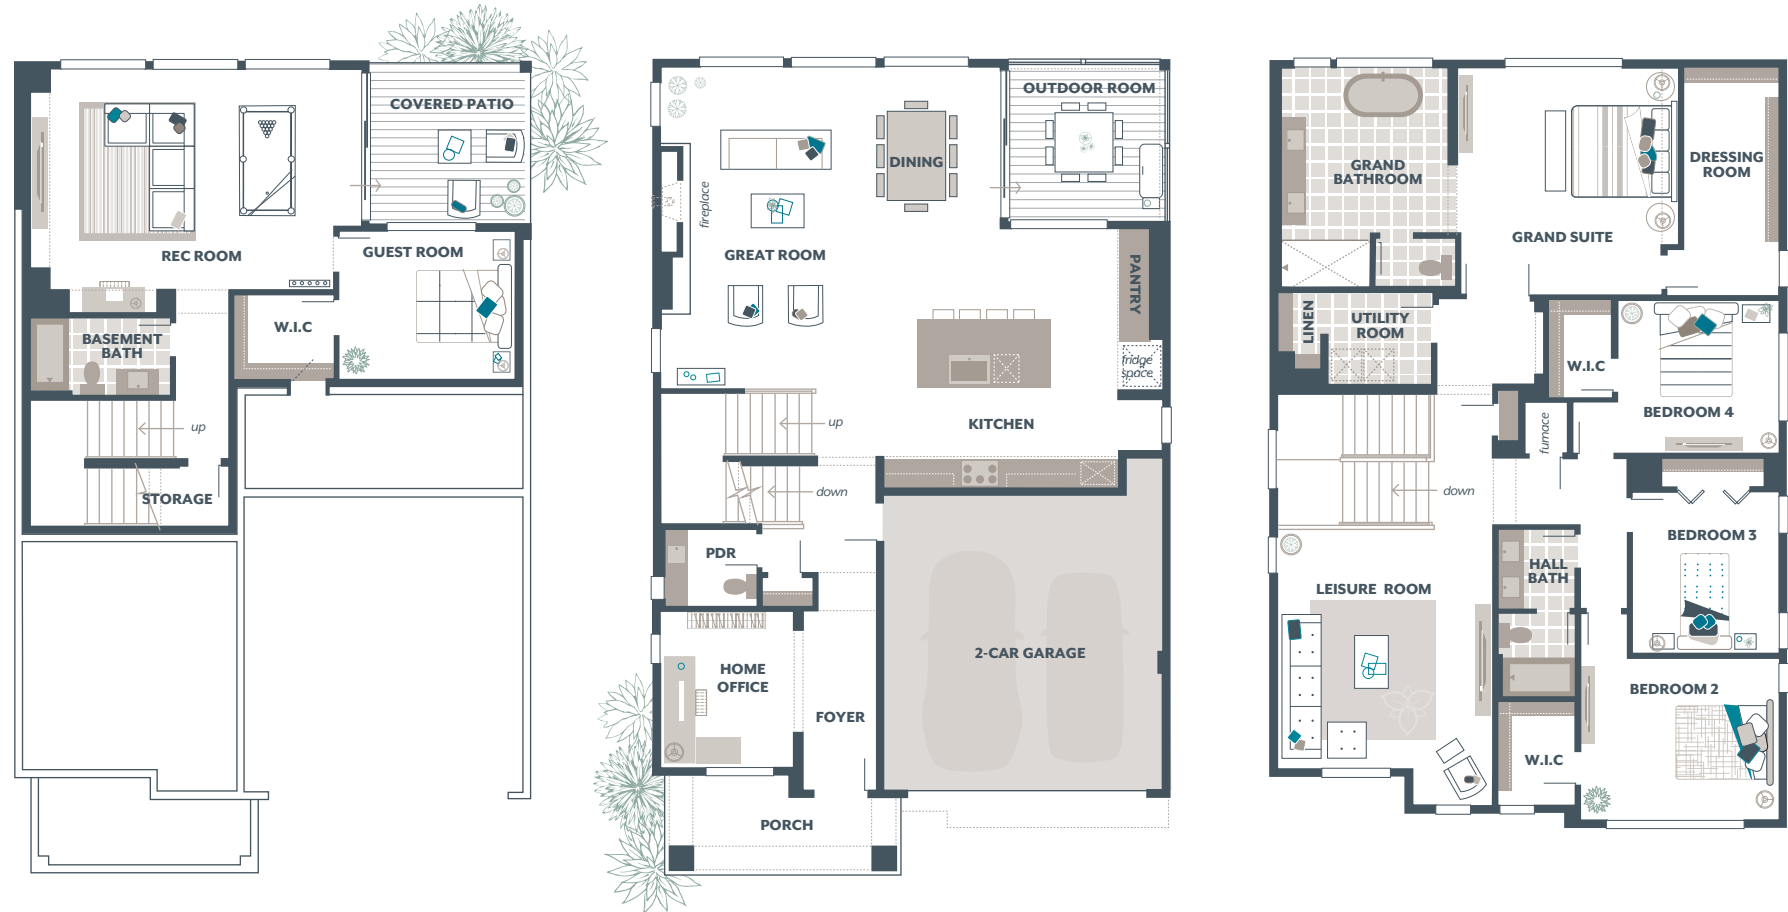 COVERED PATIO
REC ROOM
GUEST ROOM
W.I.C
BASEMENT
BATH
up
STORAGE
OUTDOOR ROOM
DINING
fireplace
GREAT ROOM
PANTRY
fridge
space
up
KITCHEN
down
PDR
HOME
OFFICE
FOYER
2-CAR GARAGE
PORCH
GRAND
BATHROOM
DRESSING
ROOM
GRAND SUITE
LINEN
UTILITY
ROOM
W.I.C
BEDROOM 4
furnace
down
BEDROOM 3
HALL
BATH
LEISURE ROOM
BEDROOM 2
W.I.C